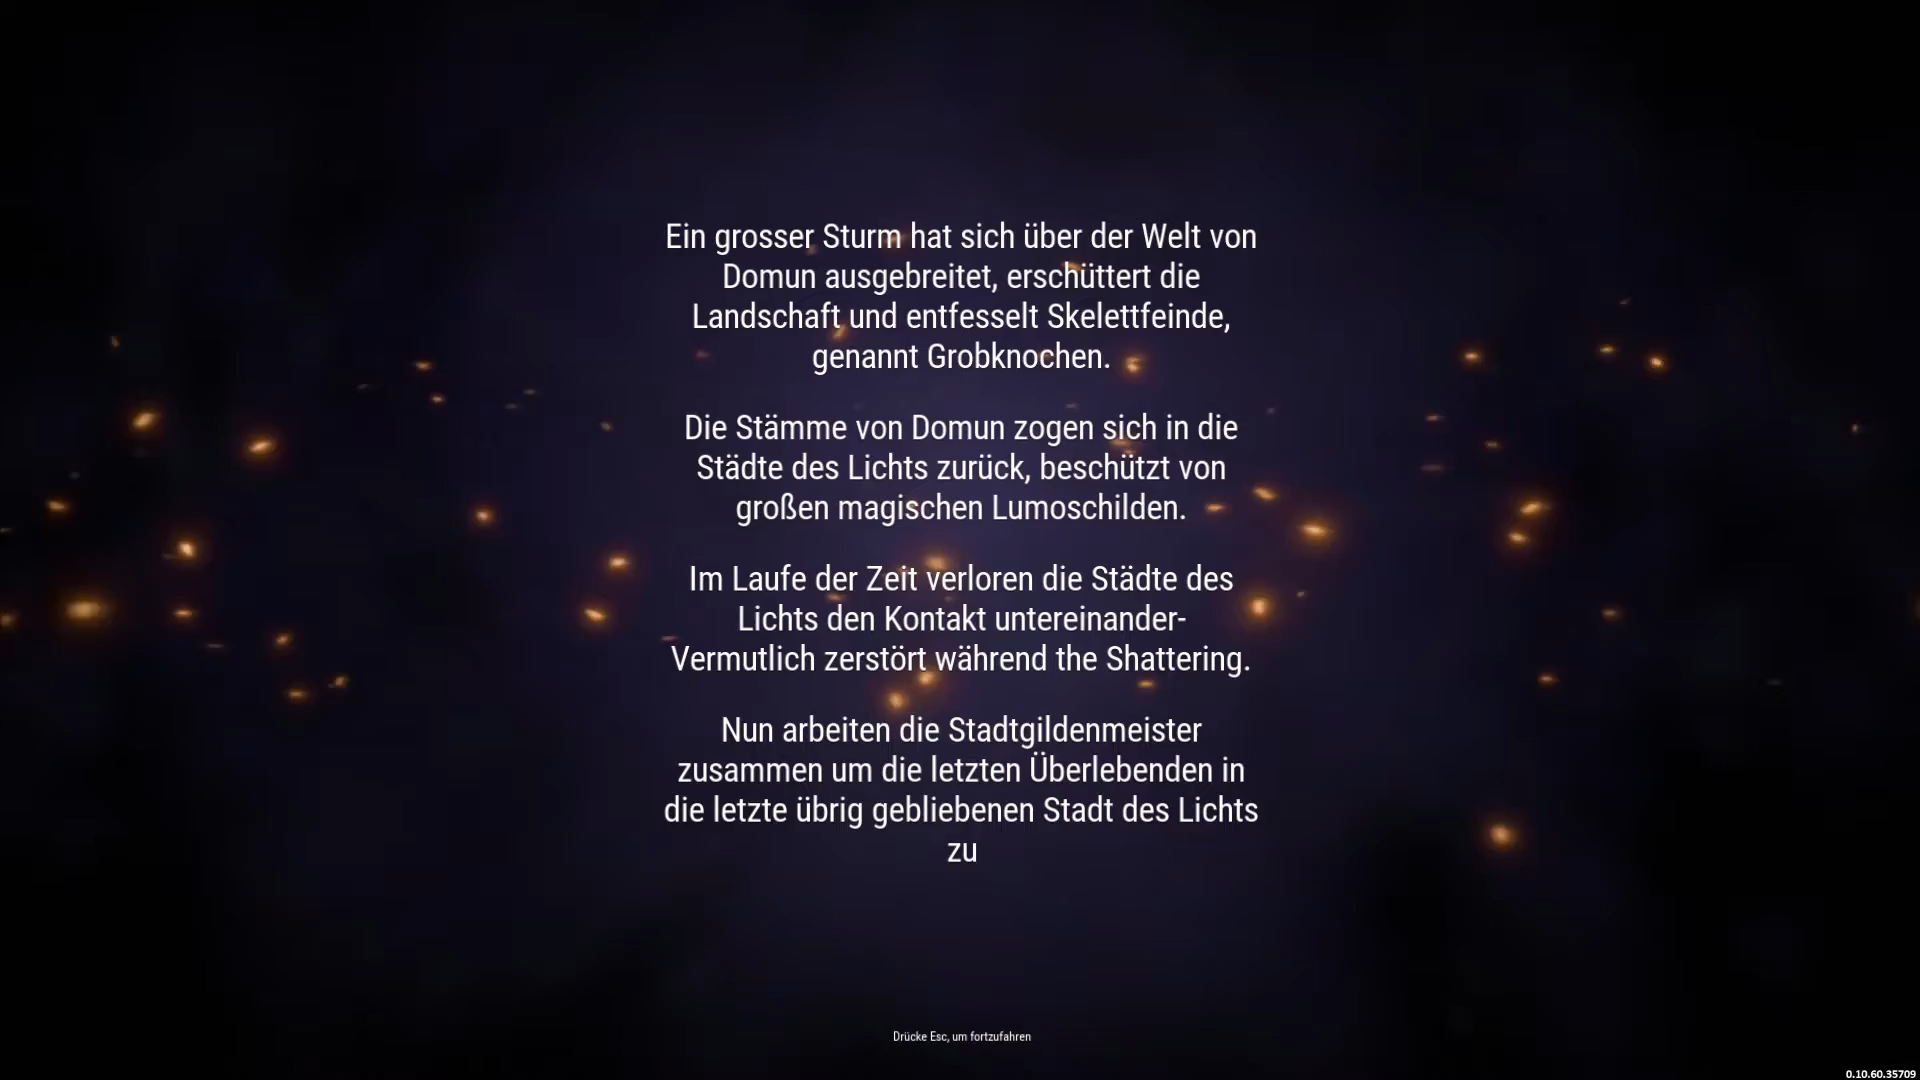 Ein grosser Sturm hat sich über der Welt von
Domun ausgebreitet, erschüttert die
Landschaft und entfesselt Skelettfeinde,
genannt Grobknochen.
Die Stämme von Domun zogen sich in die
Städte des Lichts zurück, beschützt von
großen magischen Lumoschilden.
Im Laufe der Zeit verloren die Städte des
Lichts den Kontakt untereinander-
Vermutlich zerstört während the Shattering.
Nun arbeiten die Stadtgildenmeister
zusammen um die letzten Überlebenden in
die letzte übrig gebliebenen Stadt des Lichts
zu
Drücke Esc, um fortzufahren
0.10.60.35709